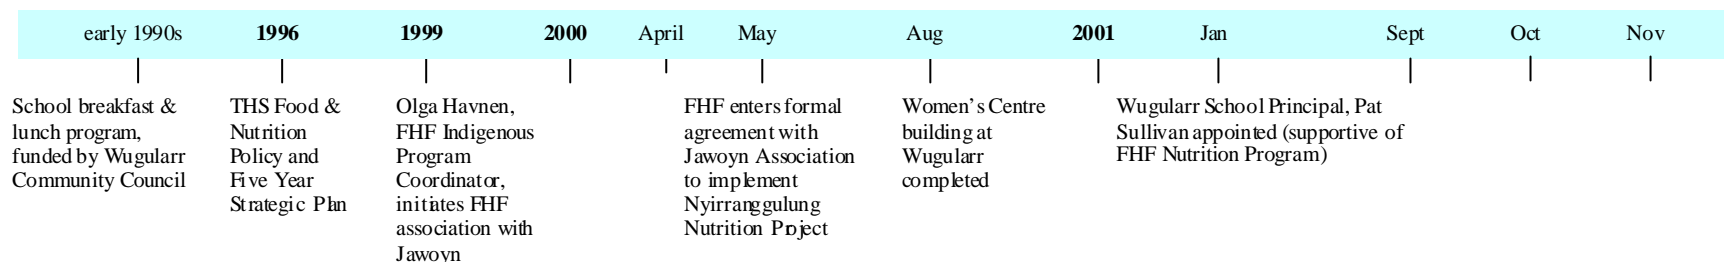 early 1990s 1996 1999 2000 April May Aug 2001 Jan Sept Oct Nov
School breakfast &
lunch program,
funded by Wugularr
Community Council
THS Food &
Nutrition
Policy and
Five Year
Strategic Plan
Olga Havnen,
FHF Indigenous
Program
Coordinator,
initiates FHF
association with
Jawoyn
FHF enters formal
agreement with
Jawoyn Association
to implement
Nyirranggulung
Nutrition Project
Women's Centre
building at
Wugularr
completed
Wugularr School Principal, Pat
Sullivan appointed (supportive of
FHF Nutrition Program)